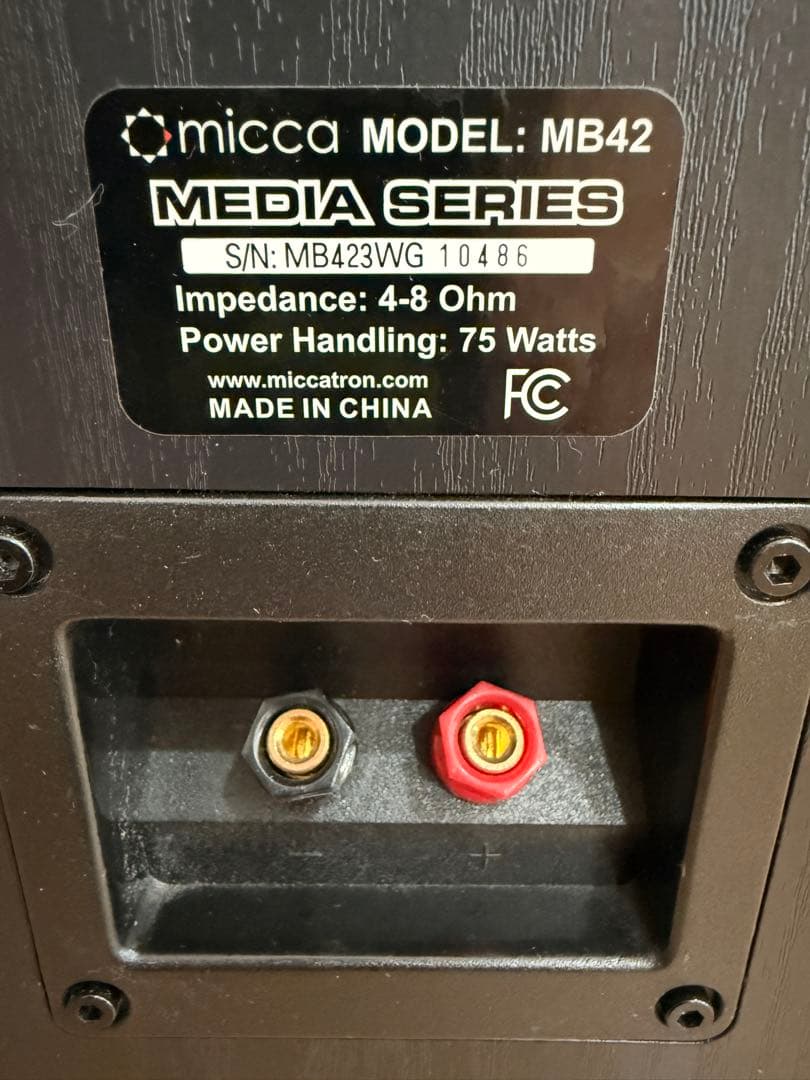 micca MODEL: MB42
MEDIA SERIES
S/N: MB423WG 10486
Impedance: 4-8 Ohm
Power Handling: 75 Watts
www.miccatron.com
MADE IN CHINA FC
− +